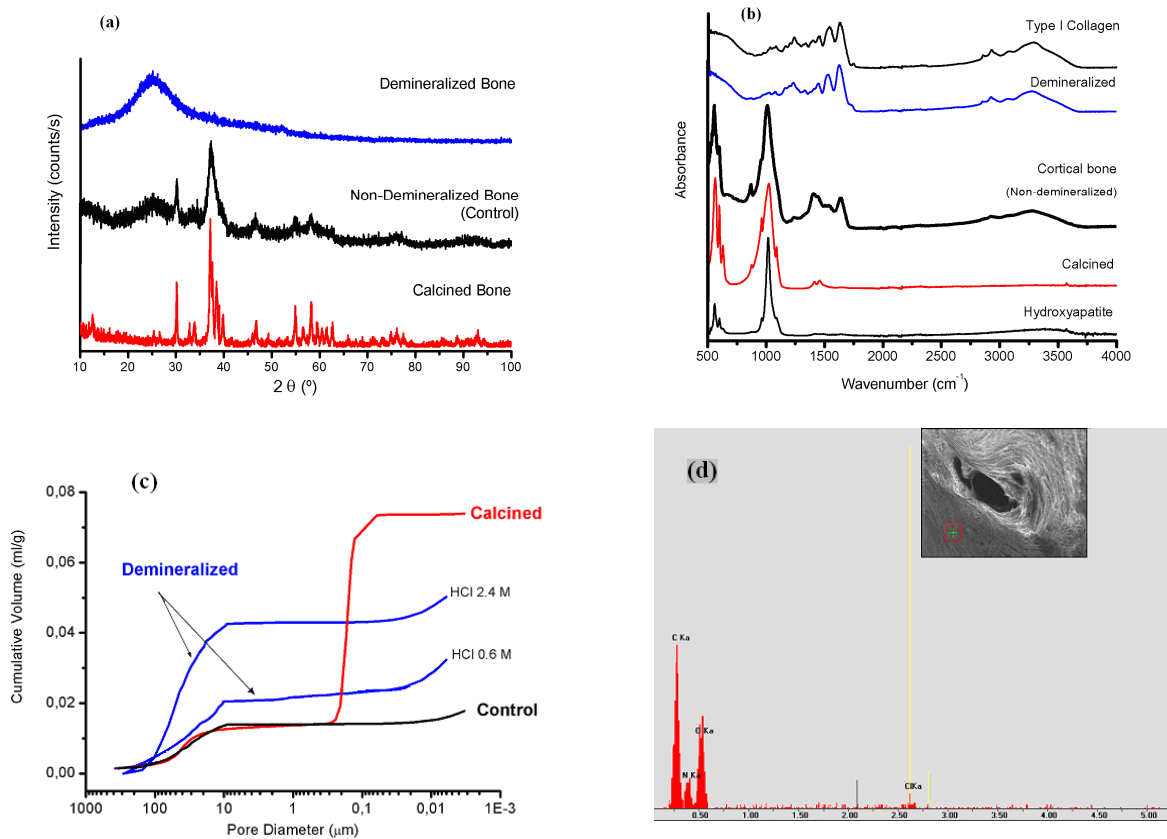 (a)
Demineralized Bone
Non-Demineralized Bone
(Control)
Calcined Bone
Intensity (counts/s)
10 20 30 40 50 60 70 80 90 100
2 θ (º)
(b)
Type I Collagen
Demineralized
Cortical bone
(Non-demineralized)
Calcined
Hydroxyapatite
Absorbance
500 1000 1500 2000 2500 3000 3500 4000
Wavenumber (cm-1)
(c)
0,08
0,06
0,04
0,02
0,00
Calcined
Demineralized
HCl 2.4 M
HCl 0.6 M
Control
Cumulative Volume (ml/g)
1000 100 10 1 0,1 0,01 1E-3
Pore Diameter (μm)
(d)
C Ka
N Ka
O Ka
ClKa
0.50 1.00 1.50 2.00 2.50 3.00 3.50 4.00 4.50 5.00